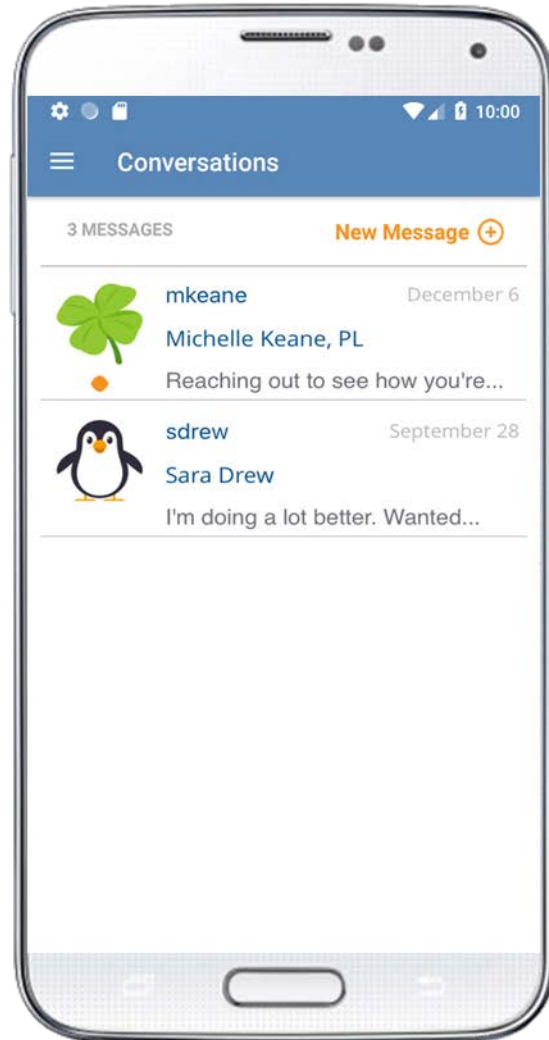 10:00
Conversations
3 MESSAGES
New Message
mkeane
December 6
Michelle Keane, PL
Reaching out to see how you're...
sdrew
September 28
Sara Drew
I'm doing a lot better. Wanted...